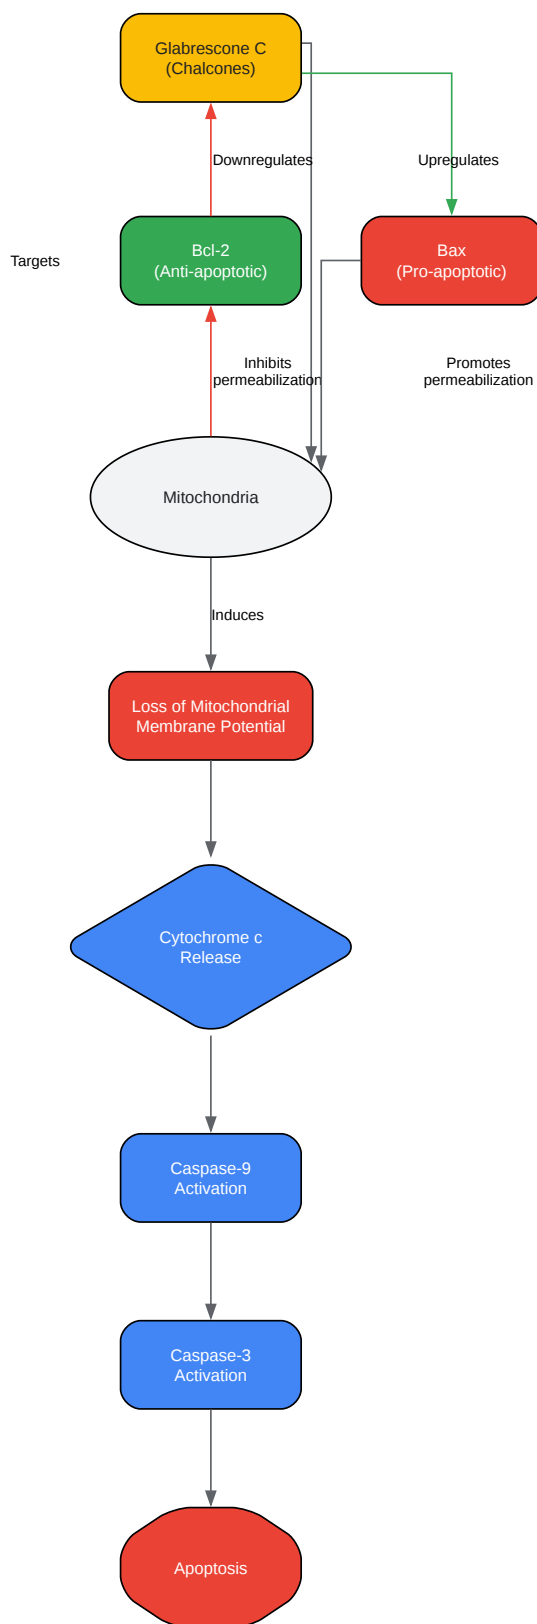 Glabrescone C
(Chalcones)
Downregulates
Upregulates
Targets
Bcl-2
(Anti-apoptotic)
Bax
(Pro-apoptotic)
Inhibits
permeabilization
Promotes
permeabilization
Mitochondria
Induces
Loss of Mitochondrial
Membrane Potential
Cytochrome c
Release
Caspase-9
Activation
Caspase-3
Activation
Apoptosis